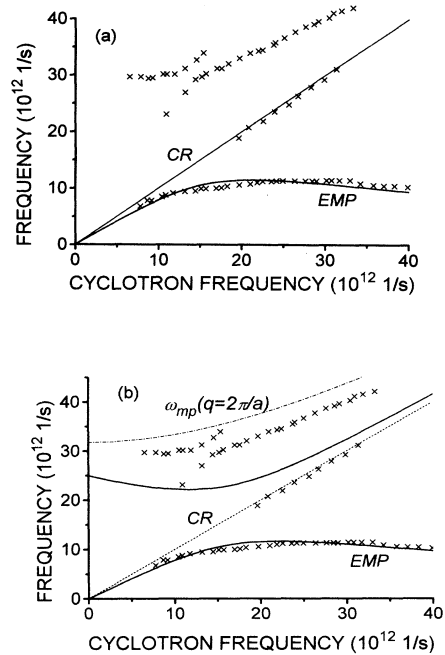 (a)
40
30
20
10
0
CR
EMP
0 10 20 30 40
FREQUENCY (10¹² 1/s)
CYCLOTRON FREQUENCY (10¹² 1/s)
(b)
ωmp(q=2π/a)
40
30
20
10
0
CR
EMP
0 10 20 30 40
FREQUENCY (10¹² 1/s)
CYCLOTRON FREQUENCY (10¹² 1/s)